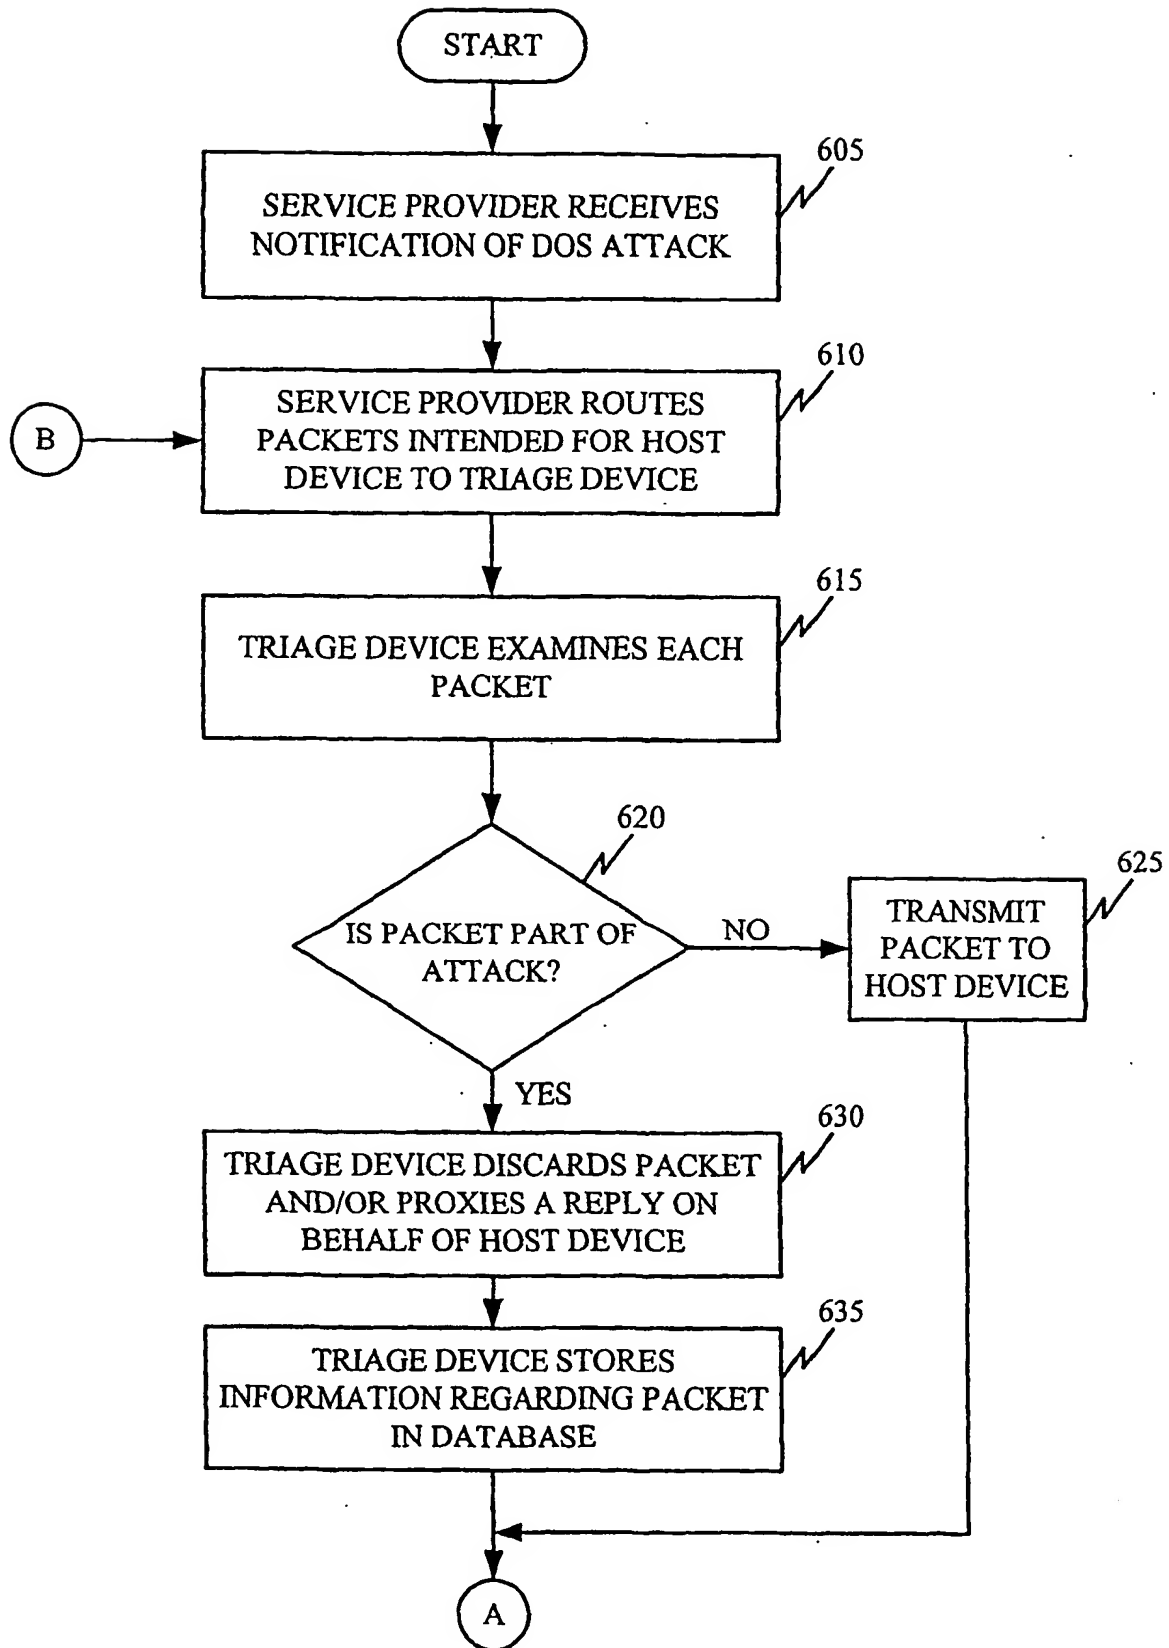 START
605
SERVICE PROVIDER RECEIVES
NOTIFICATION OF DOS ATTACK
610
B
SERVICE PROVIDER ROUTES
PACKETS INTENDED FOR HOST
DEVICE TO TRIAGE DEVICE
615
TRIAGE DEVICE EXAMINES EACH
PACKET
620
IS PACKET PART OF
ATTACK?
NO
625
TRANSMIT
PACKET TO
HOST DEVICE
YES
630
TRIAGE DEVICE DISCARDS PACKET
AND/OR PROXIES A REPLY ON
BEHALF OF HOST DEVICE
635
TRIAGE DEVICE STORES
INFORMATION REGARDING PACKET
IN DATABASE
A